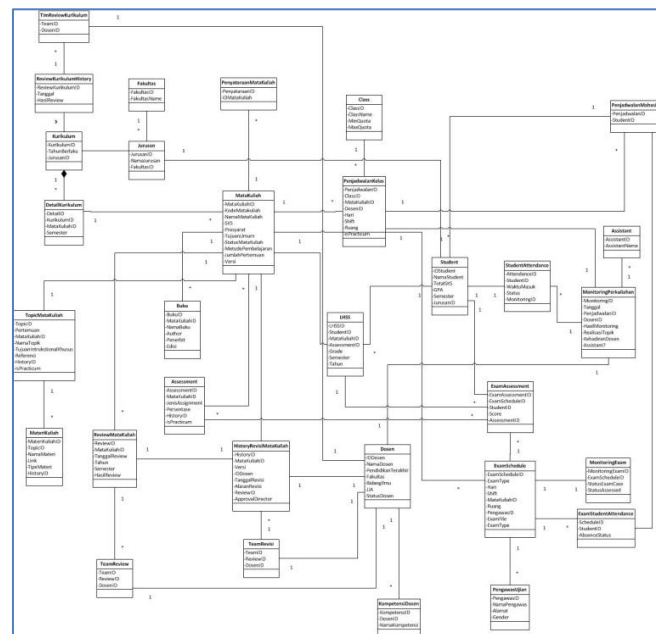 TimReviewKurikulum
-TeamID
-DosenID
ReviewKurikulumHistory
-ReviewKurikulumID
-Tanggal
-HasilReview
Fakultas
-FakultasID
-FakultasName
PenyetaraanMataKuliah
-PenyetaraanID
-IDMataKuliah
Class
-ClassID
-ClassName
-MinQuota
-MaxQuota
-PenjadwalanID
-StudentID
Kurikulum
-KurikulumID
-TahunBerlaku
-JurusanID
Jurusan
-JurusanID
-NamaJurusan
-FakultasID
DetailKurikulum
-DetailID
-KurikulumID
-MataKuliahID
-Semester
MataKuliah
-MataKuliahID
-KodeMataKuliah
-NamaMataKuliah
-SKS
-Prasyarat
-TujuanUmum
-StatusMataKuliah
-MetodePembelajaran
-JumlahPertemuan
-Versi
PenjadwalanKelas
-PenjadwalanID
-ClassID
-MataKuliahID
-DosenID
-Hari
-Shift
-Ruang
-isPracticum
Assistant
-AssistantID
-AssistantName
Student
-IDStudent
-NamaStudent
-TotalSKS
-GPA
-Semester
-JurusanID
StudentAttendance
-AttendanceID
-StudentID
-WaktuMasuk
-Status
-MonitoringID
MonitoringPerkuliahan
-MonitoringID
-Tanggal
-PenjadwalanID
-DosenID
-HasilMonitoring
-RealisasiTopik
-KehadiranDosen
TopicMataKuliah
-TopicID
-Pertemuan
-MataKuliahID
-NamaTopik
-TujuanInstruksionalKhusus
-Referensi
-HistoryID
-isPracticum
Buku
-BukuID
-MataKuliahID
-NamaBuku
-Author
-Penerbit
-Edisi
LHSS
-LHSSID
-StudentID
-MataKuliahID
-AssessmentID
-Grade
-Semester
-Tahun
Assessment
-AssessmentID
-MataKuliahID
-Persentase
-HistoryID
-isPracticum
ExamAssessment
-ExamAssessmentID
-ExamScheduleID
-StudentID
-Score
-AssessmentID
MateriKuliah
-MateriKuliahID
-TopicID
-NamaMateri
-Link
-TipeMateri
-HistoryID
ReviewMataKuliah
-ReviewID
-MataKuliahID
-TanggalReview
-Tahun
-Semester
-HasilReview
HistoryRevisiMataKuliah
-HistoryID
-MataKuliahID
-Versi
-IDDosen
-TanggalRevisi
-AlasanRevisi
-ReviewID
-ApprovalDirector
Dosen
-IDDosen
-NamaDosen
-PendidikanTerakhir
-Fakultas
-BidangIlmu
-StatusDosen
ExamSchedule
-ExamScheduleID
-ExamType
-Hari
-Shift
-MataKuliahID
-Ruang
-PengawasID
-ExamFile
-ExamType
MonitoringExam
-MonitoringExamID
-ExamScheduleID
-StatusExamCase
-StatusAssessed
ExamStudentAttendance
-ScheduleID
-StudentID
-AbsenceStatus
TeamReview
-TeamID
-ReviewID
-DosenID
TeamRevisi
-TeamID
-ReviewID
-DosenID
KompetensiDosen
-KompetensiID
-DosenID
-NamaKompetensi
PengawasUjian
-PengawasID
-NamaPengawas
-Alamat
-Gender